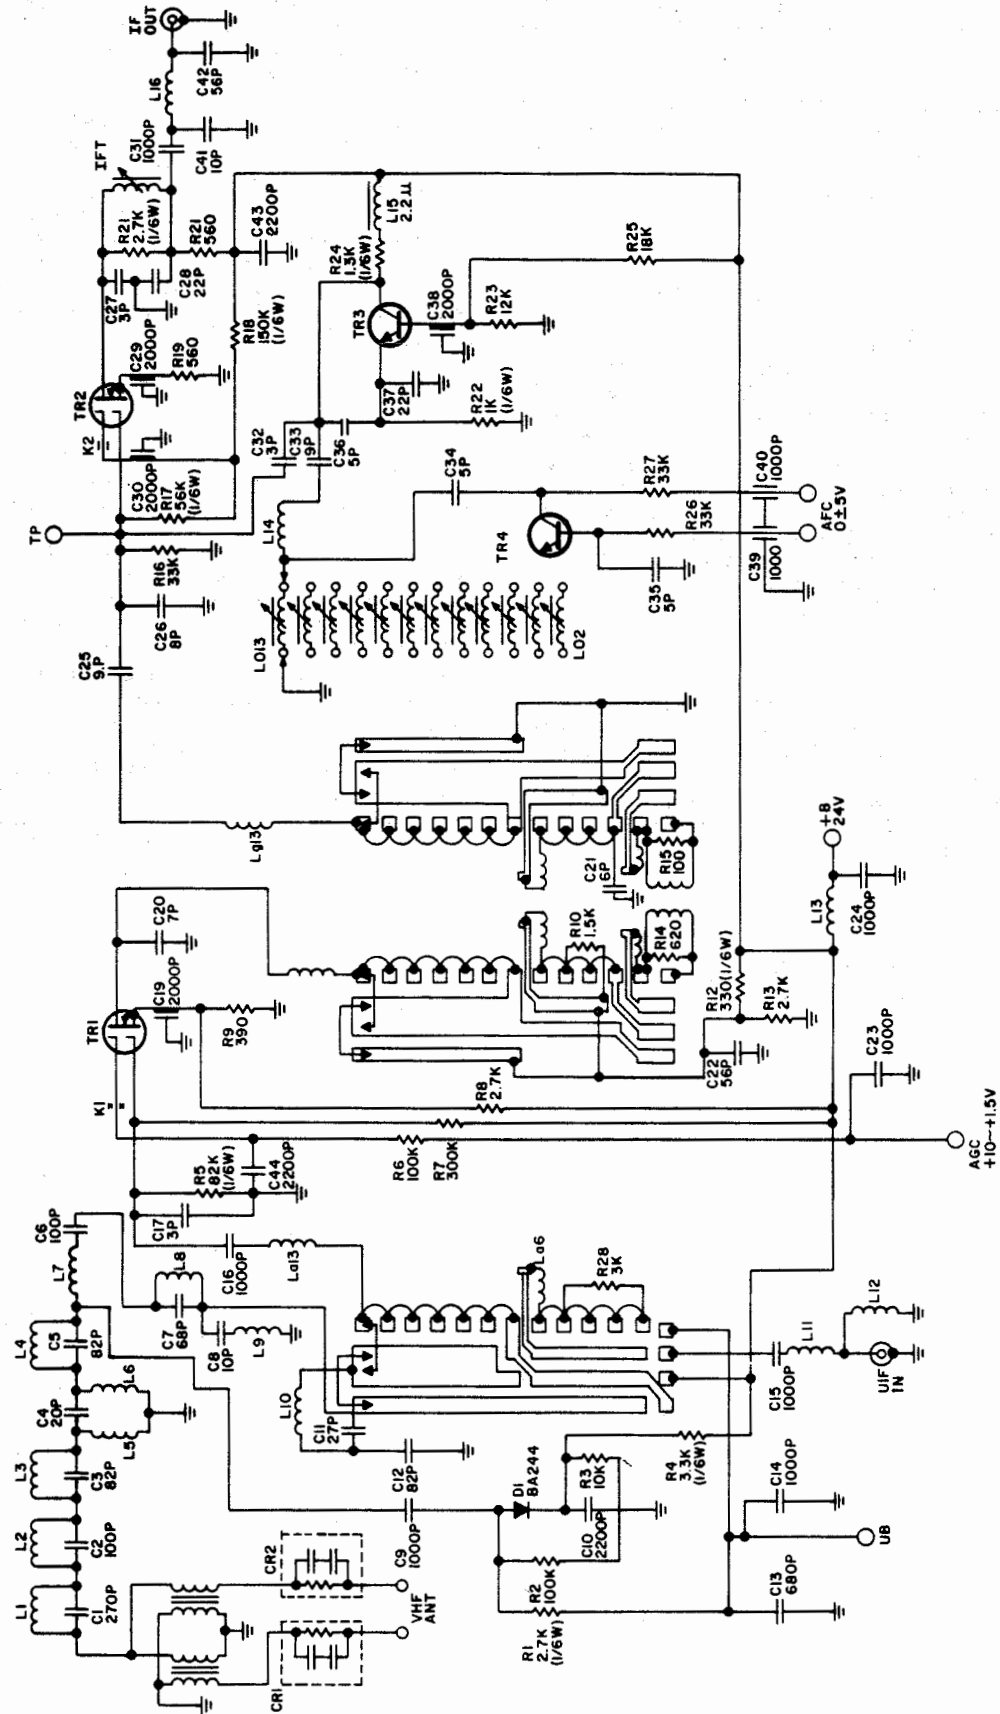 L1
C1
270P
L2
C2
100P
L3
C3
82P
C4
20P
L5
L6
L4
C5
82P
L7
C6
100P
C7
68P
L8
C8
10P
L9
CR1
CR2
VHF
ANT
C9
1000P
C12
82P
C11
27P
L10
R1
2.7K
(1/6W)
R2
100K
D1
BA244
R3
10K
C10
2200P
R4
3.3K
(1/6W)
C13
680P
C14
1000P
UB
C15
1000P
L11
L12
UIF
IN
La6
R28
3K
C16
1000P
La13
C17
3P
R5
82K
(1/6W)
C44
2200P
R6
100K
R7
300K
R8
2.7K
K1
"
"
TR1
C19
2000P
R9
390
C20
7P
C22
56P
C23
1000P
AGC
+10~+1.5V
R12
330(1/6W)
R13
2.7K
R10
1.5K
R14
620
L13
C24
1000P
+B
24V
C21
6P
R15
100
Lg13
C25
9.P
C26
8P
R16
33K
TP
R17
56K
(1/6W)
C30
2000P
K2
TR2
C29
2000P
R19
560
C27
3P
C28
22P
R21
2.7K
(1/6W)
IFT
R21
560
C31
1000P
C41
10P
L16
C42
56P
IF
OUT
R18
150K
(1/6W)
C43
2200P
C32
3P
C33
9P
C36
5P
L14
LO13
LO2
C34
5P
TR4
C35
5P
R26
33K
R27
33K
C39
1000
C40
1000P
AFC
0±5V
TR3
C37
22P
R22
1K
(1/6W)
C38
2000P
R23
12K
R24
1.3K
(1/6W)
L15
2.2µ
R25
18K